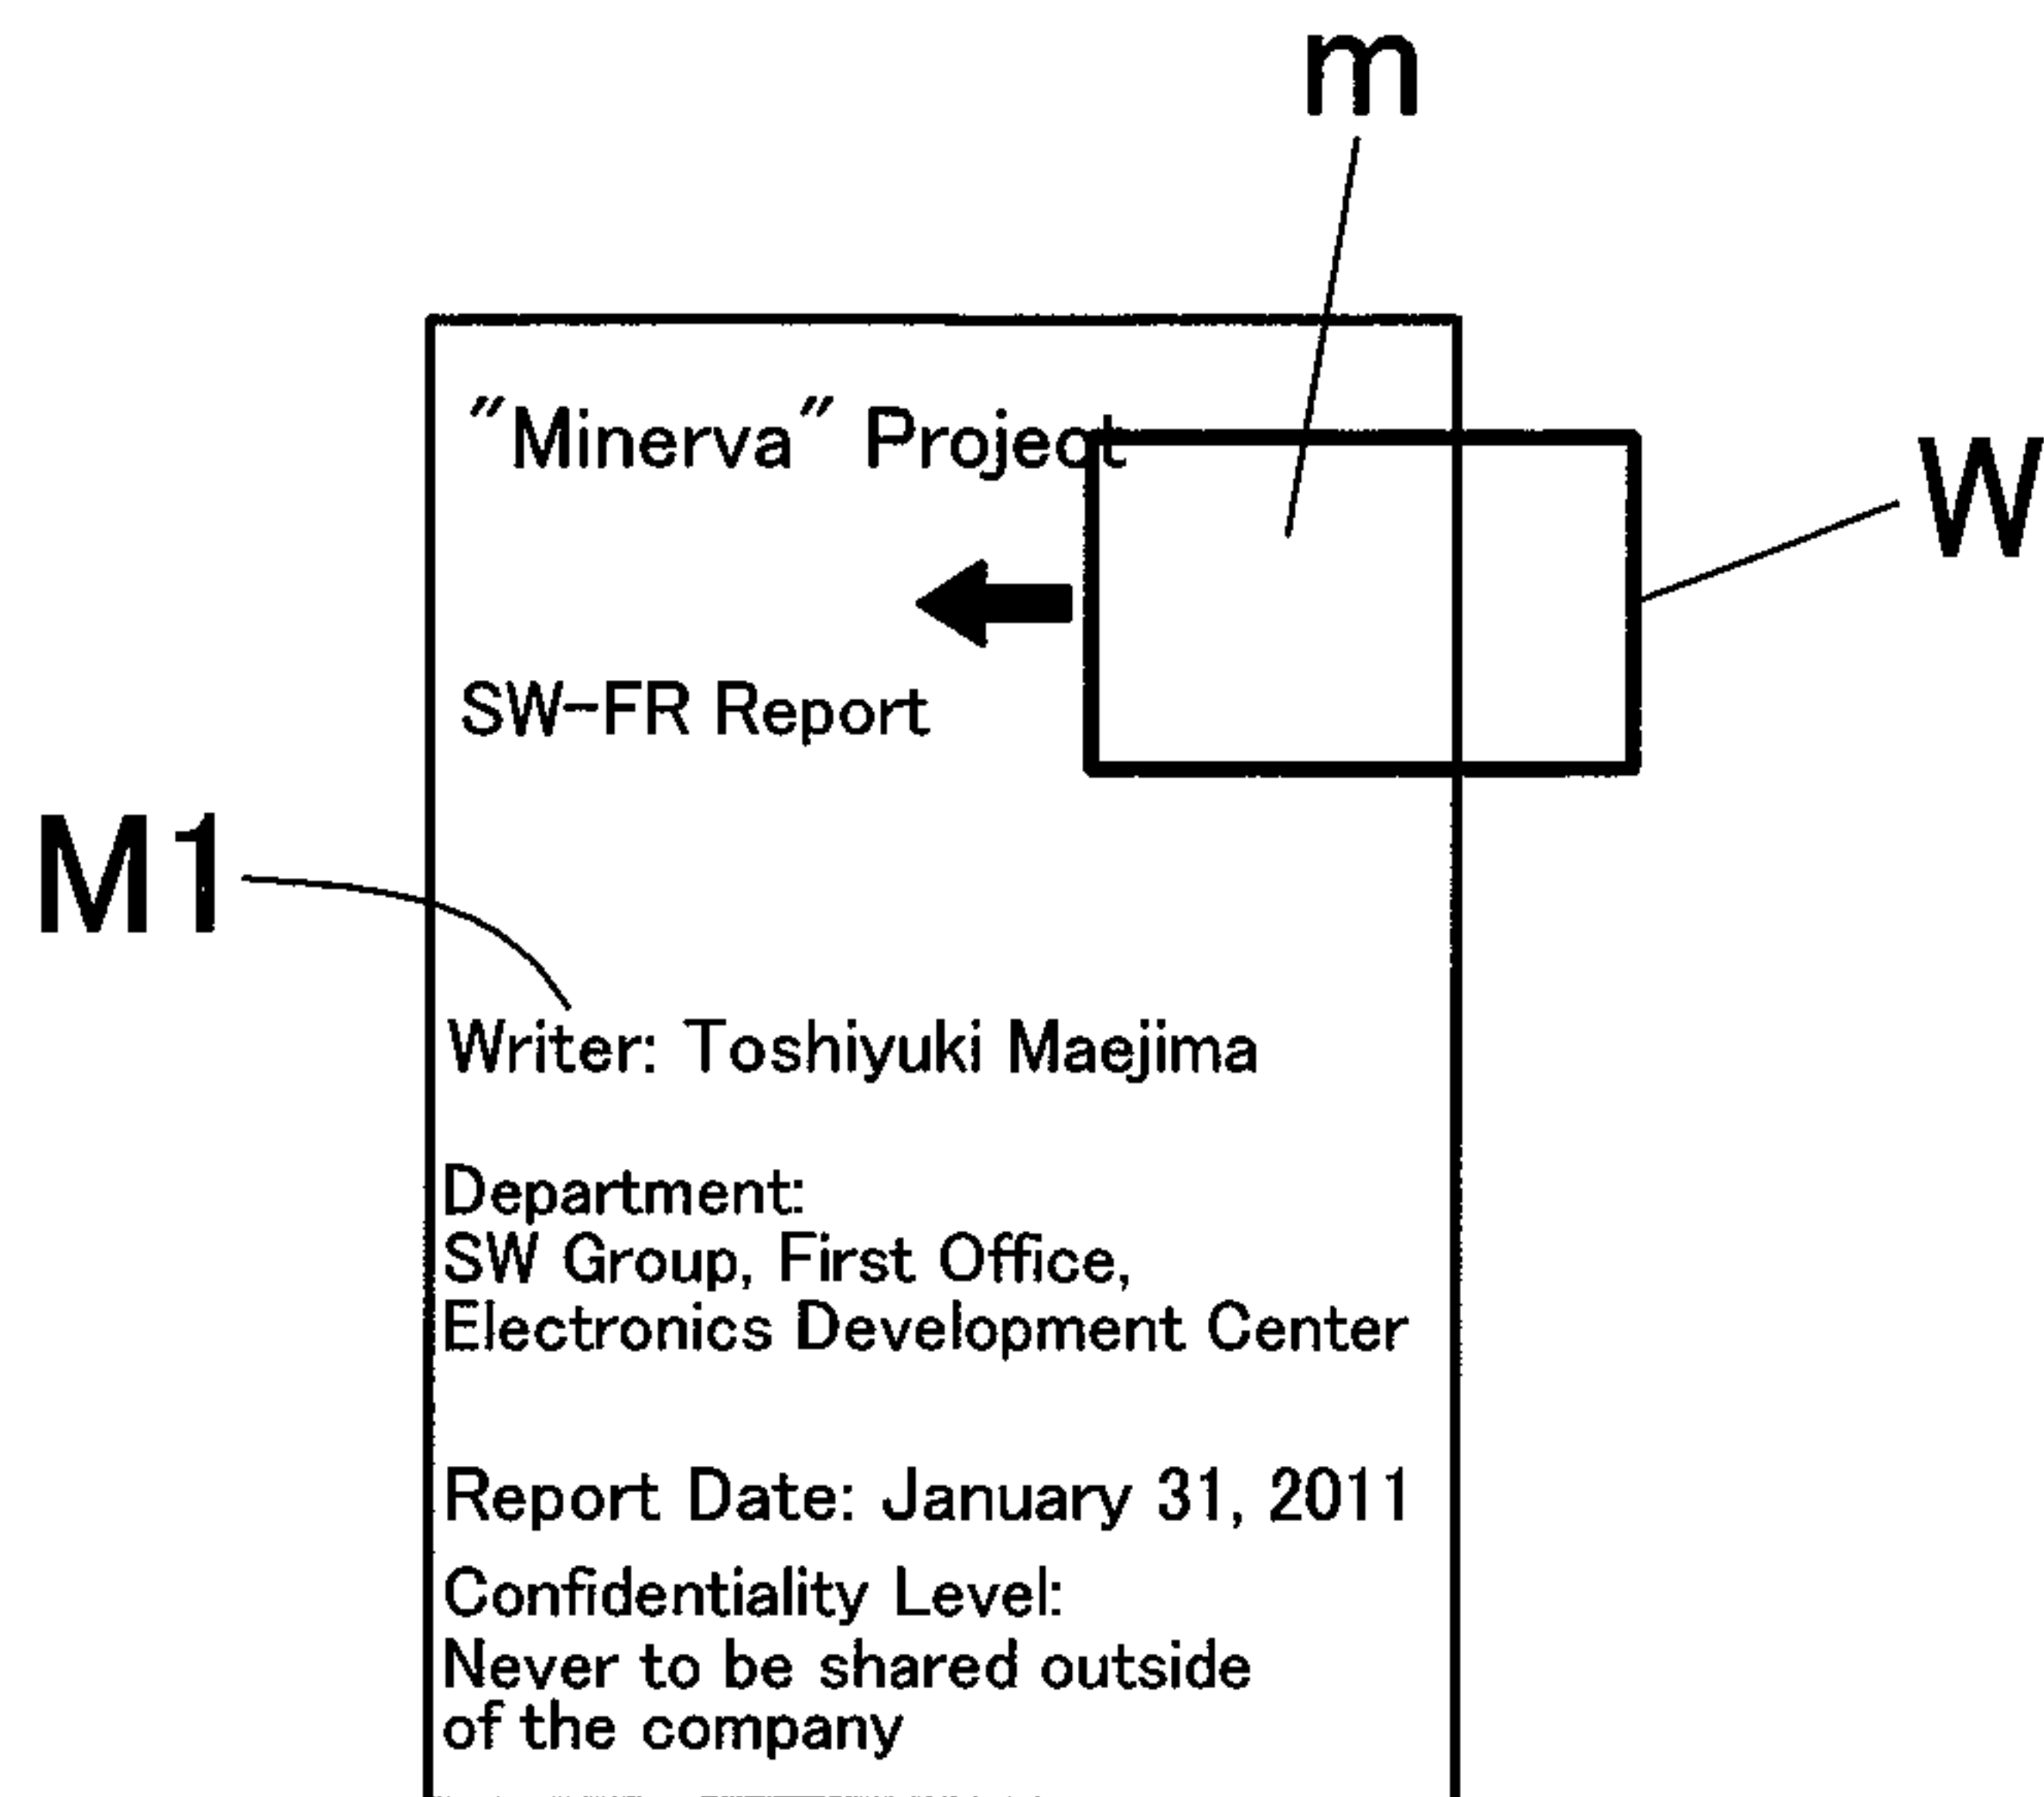 m
"Minerva" Project
W
SW-FR Report
M1
Writer: Toshiyuki Maejima
Department:
SW Group, First Office,
Electronics Development Center
Report Date: January 31, 2011
Confidentiality Level:
Never to be shared outside
of the company